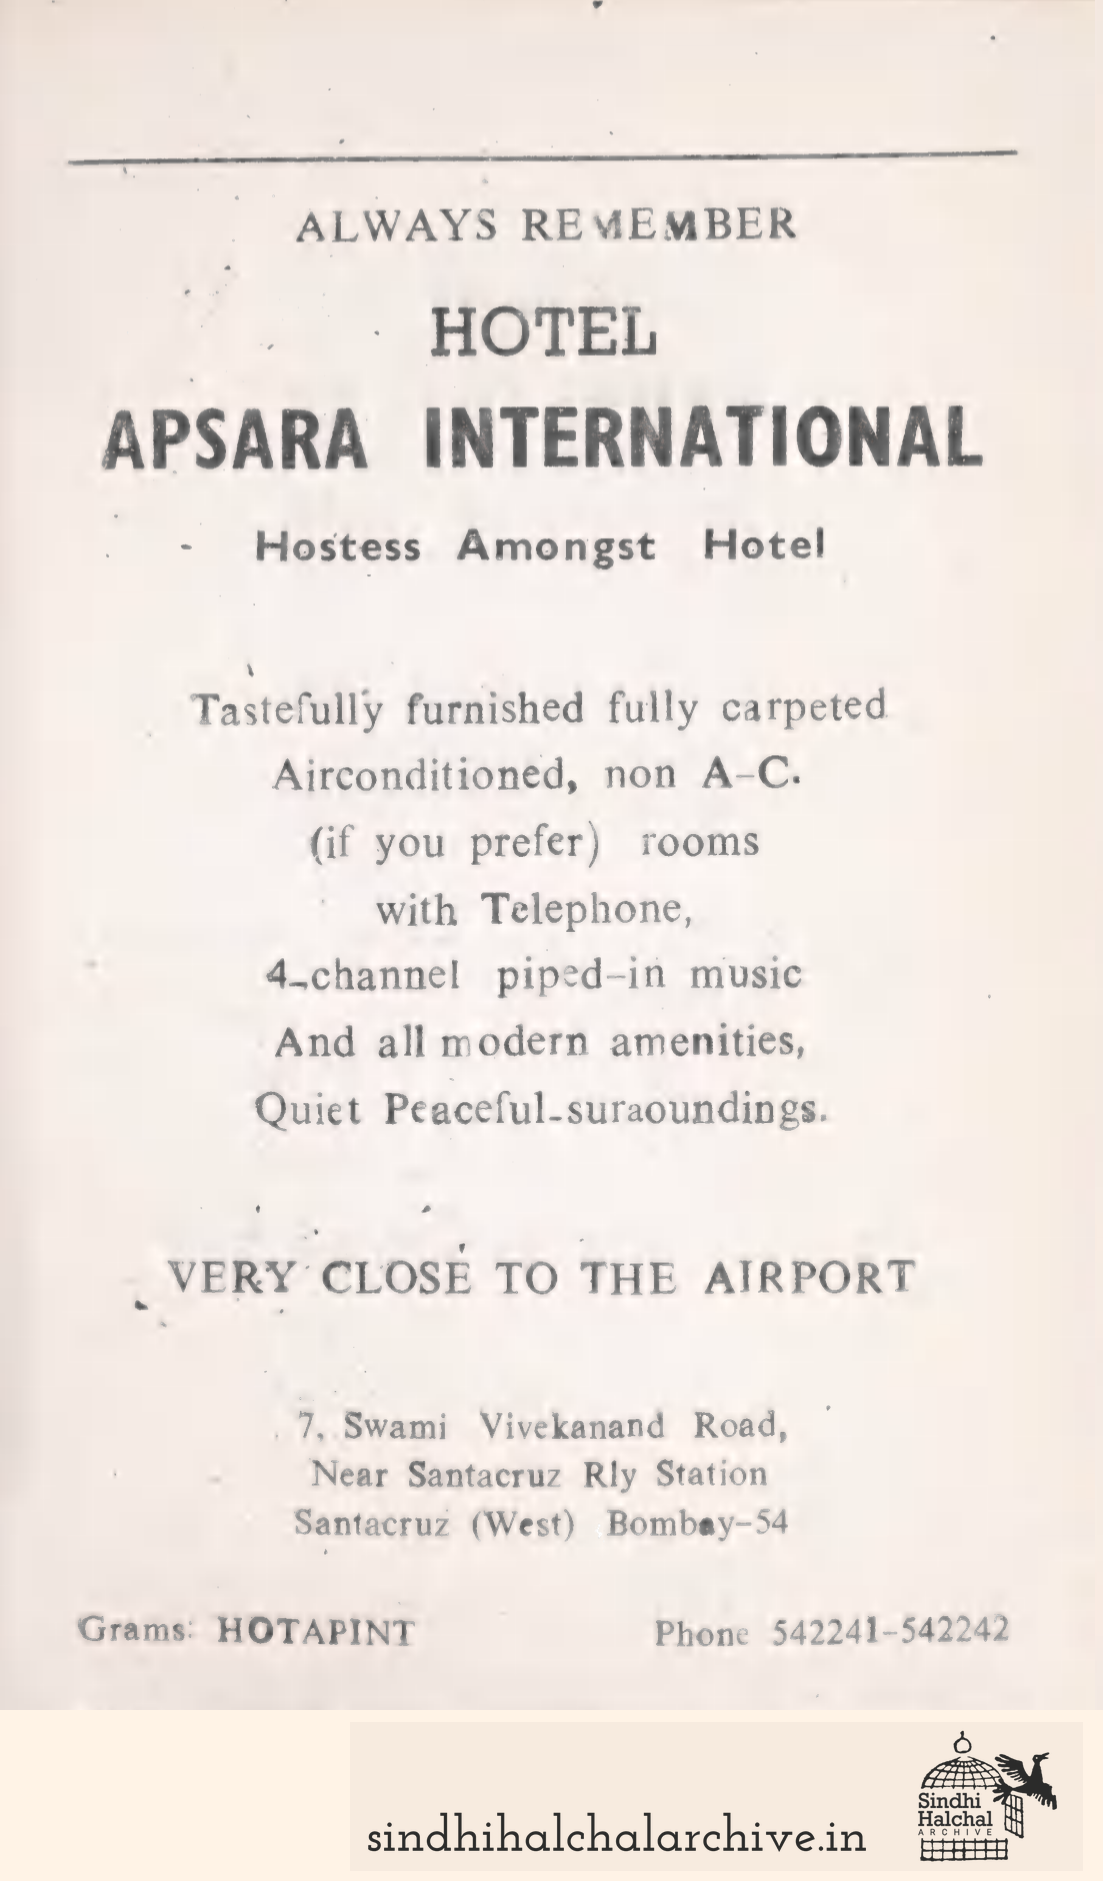 ALWAYS REMEMBER
HOTEL
APSARA INTERNATIONAL
Hostess Amongst Hotel
Tastefully furnished fully carpeted
Airconditioned, non A-C.
(if you prefer) rooms
with Telephone,
4-channel piped-in music
And all modern amenities,
Quiet Peaceful-suraoundings.
VERY CLOSE TO THE AIRPORT
7, Swami Vivekanand Road,
Near Santacruz Rly Station
Santacruz (West) Bombay-54
Grams: HOTAPINT Phone 542241-542242
sindhihalchalarchive.in
Sindhi
Halchal
ARCHIVE